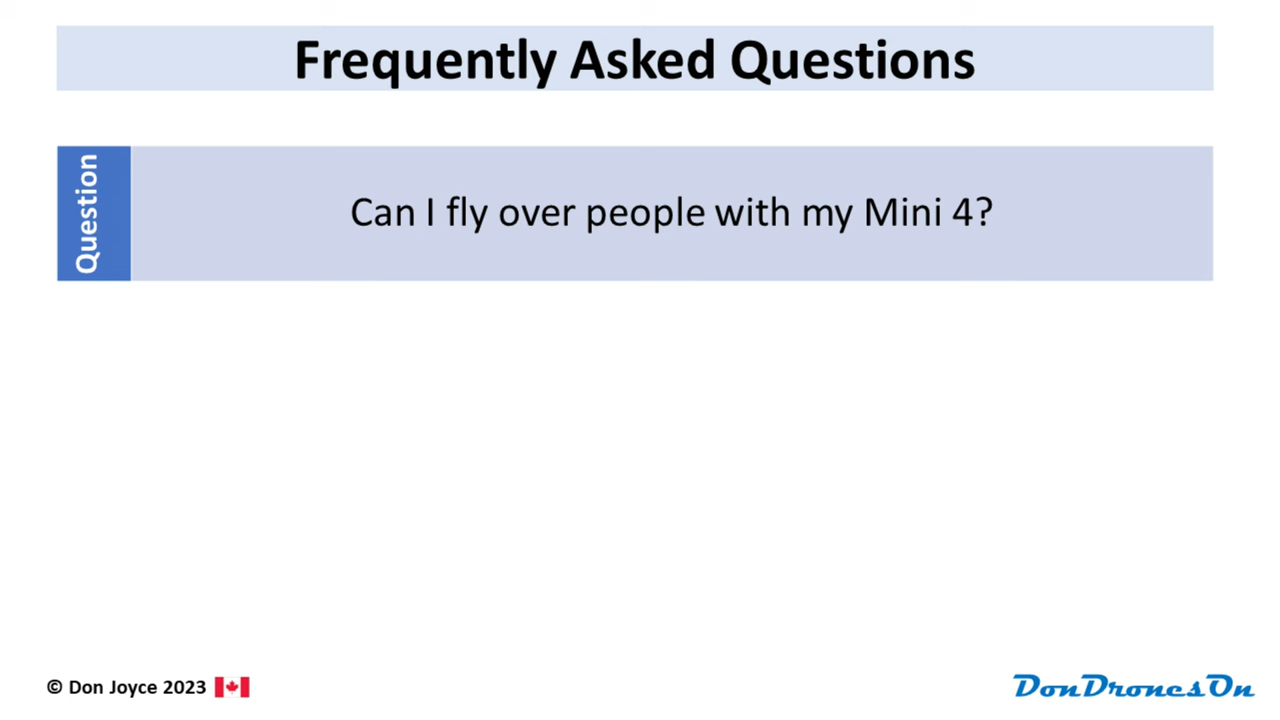 Frequently Asked Questions
Question
Can I fly over people with my Mini 4?
© Don Joyce 2023
DonDronesOn